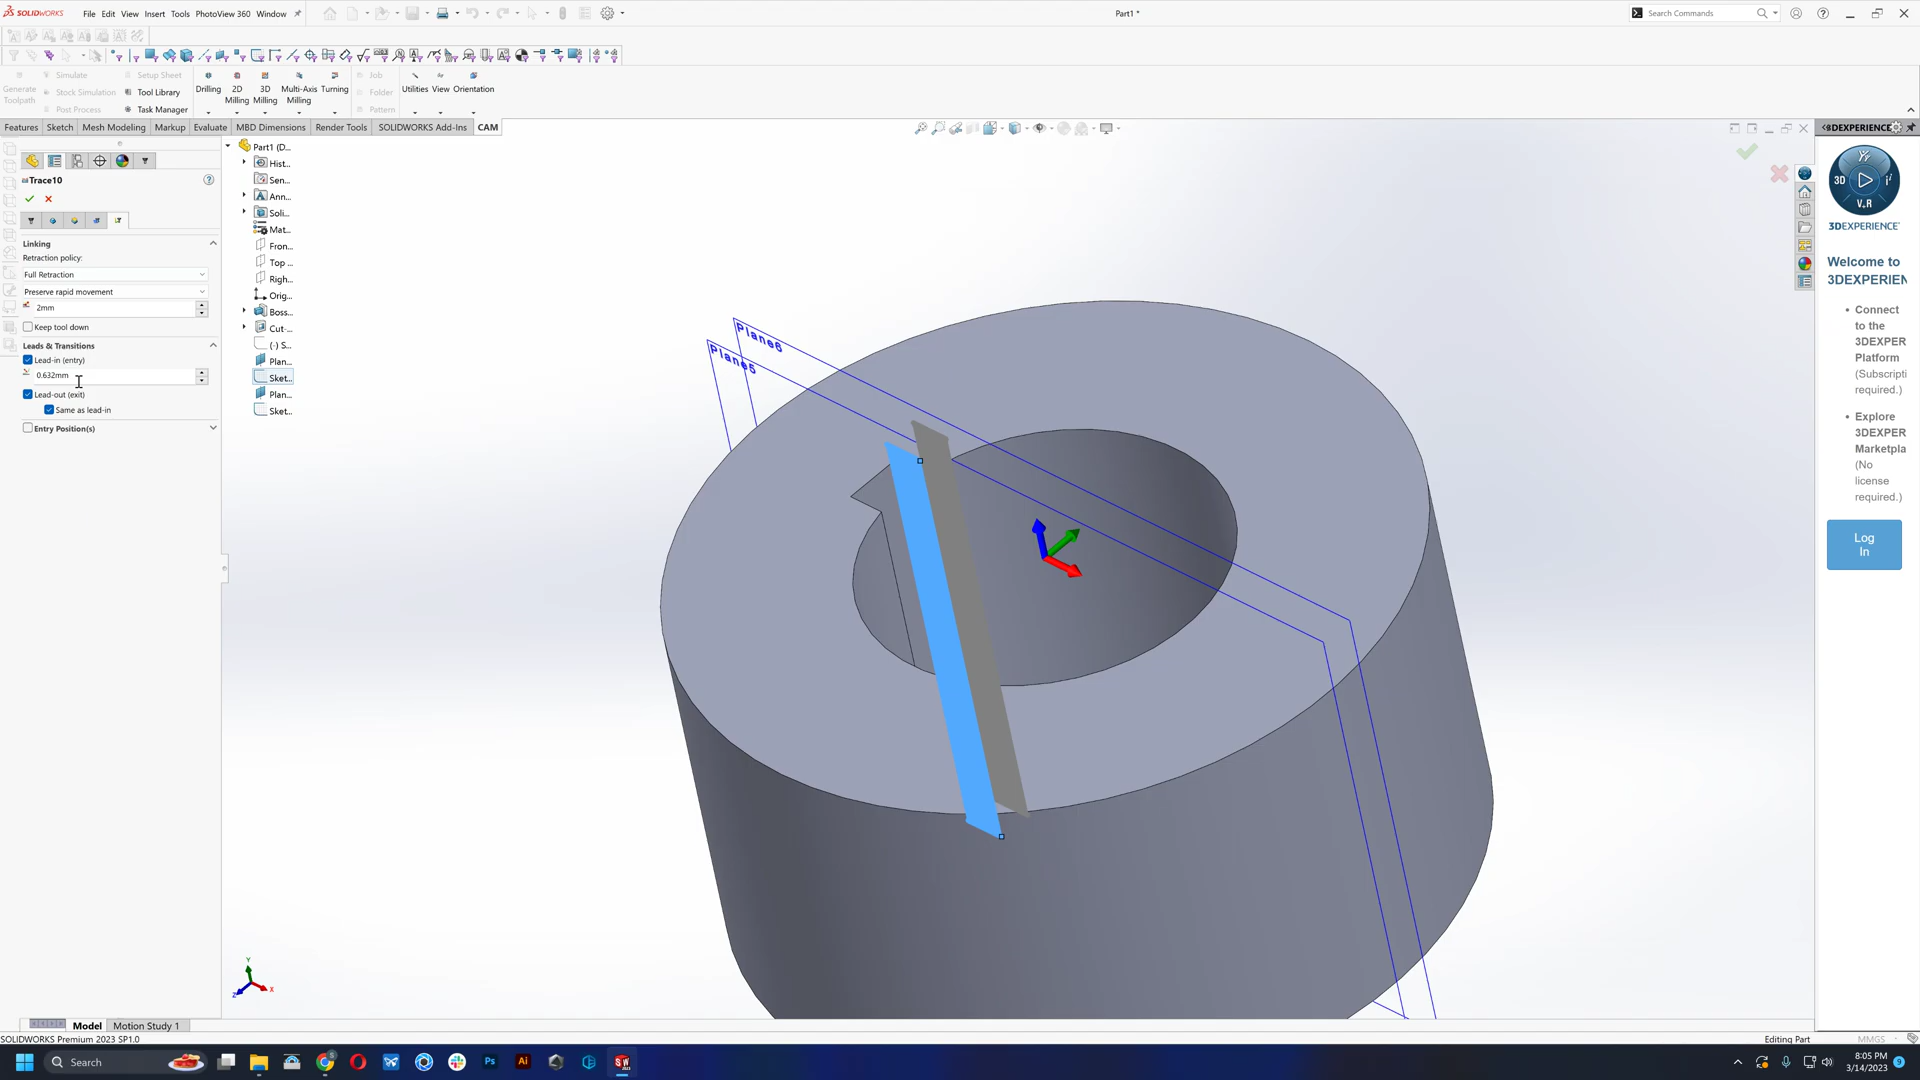 SOLIDWORKS File Edit View Insert Tools PhotoView 360 Window Part1 * Search Commands
Generate Toolpath Simulate Stock Simulation Post Process Setup Sheet Tool Library Task Manager Drilling 2D Milling 3D Milling Multi-Axis Milling Turning Job Folder Pattern Utilities View Orientation
Features Sketch Mesh Modeling Markup Evaluate MBD Dimensions Render Tools SOLIDWORKS Add-Ins CAM
3DEXPERIENCE
Part1 (D...
Hist...
Sen...
Ann...
Soli...
Mat...
Fron...
Top ...
Righ...
Orig...
Boss...
Cut-...
(-) S...
Plan...
Sket...
Plan...
Sket...
Trace10
Linking
Retraction policy:
Full Retraction
Preserve rapid movement
2mm
Keep tool down
Leads & Transitions
Lead-in (entry)
0.632mm
Lead-out (exit)
Same as lead-in
Entry Position(s)
Plane6
Plane5
3D
V.R
3DEXPERIENCE
Welcome to
3DEXPERIEN
Connect
to the
3DEXPER
Platform
(Subscripti
required.)
Explore
3DEXPER
Marketpla
(No
license
required.)
Log
In
Y
Z
X
Model Motion Study 1
SOLIDWORKS Premium 2023 SP1.0 Editing Part MMGS
Search
Ps
Ai
SW
8:05 PM
3/14/2023
9